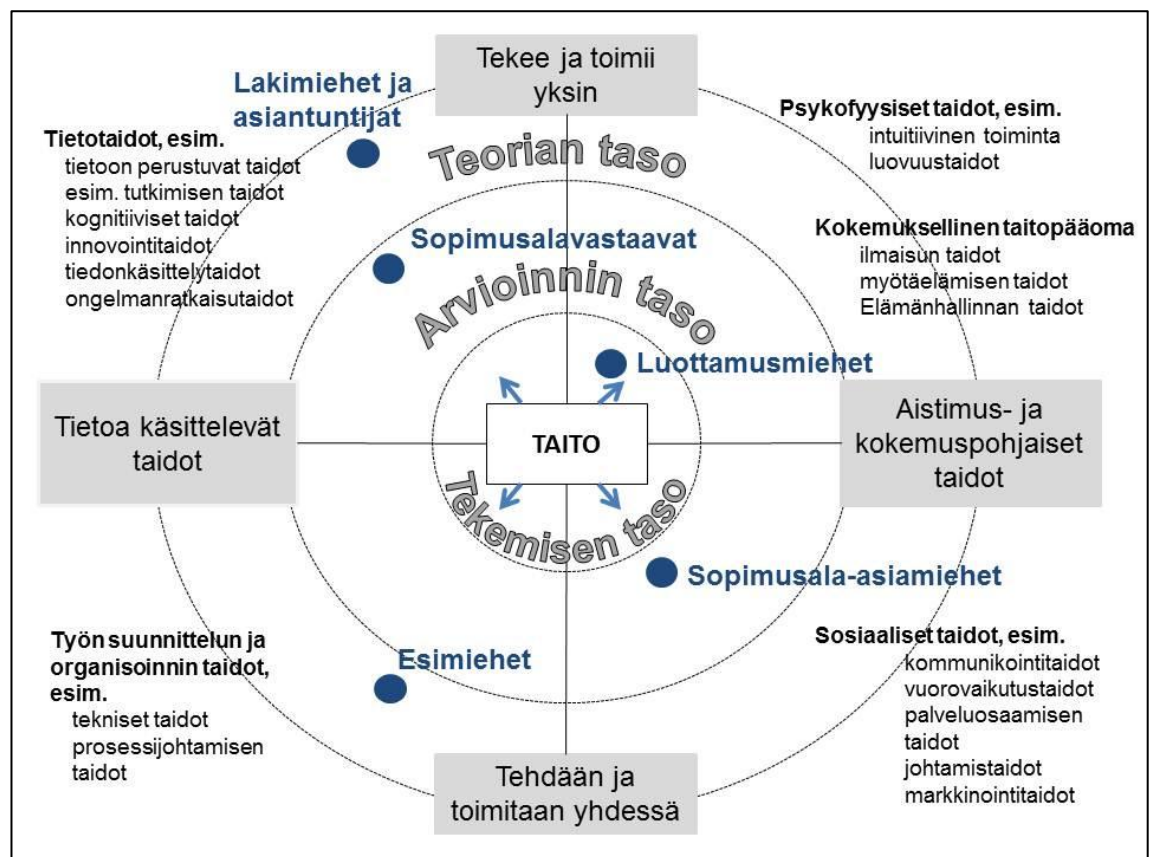 Tekee ja toimii
yksin
Lakimiehet ja
asiantuntijat
Tietotaidot, esim.
tietoon perustuvat taidot
esim. tutkimisen taidot
kognitiiviset taidot
innovointitaidot
tiedonkäsittelytaidot
ongelmanratkaisutaidot
Psykofyysiset taidot, esim.
intuitiivinen toiminta
luovuustaidot
Teorian taso
Kokemuksellinen taitopääoma
ilmaisun taidot
myötäelämisen taidot
Elämänhallinnan taidot
Sopimusalavastaavat
Arvioinnin taso
Luottamusmiehet
Tietoa käsittelevät
taidot
TAITO
Aistimus- ja
kokemuspohjaiset
taidot
Tekemisen taso
Sopimusala-asiamiehet
Työn suunnittelun ja
organisoinnin taidot,
esim.
tekniset taidot
prosessijohtamisen
taidot
Esimiehet
Sosiaaliset taidot, esim.
kommunikointitaidot
vuorovaikutustaidot
palveluosaamisen
taidot
johtamistaidot
markkinointitaidot
Tehdään ja
toimitaan yhdessä